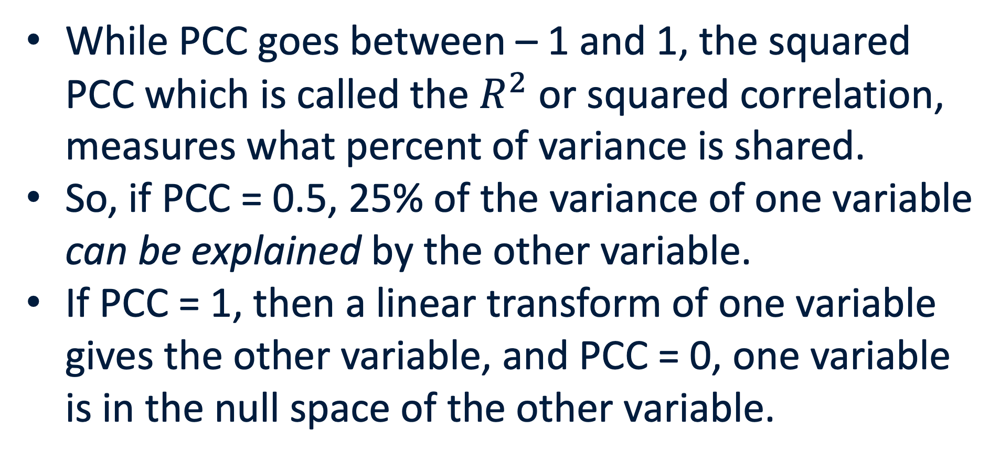 • While PCC goes between – 1 and 1, the squared
PCC which is called the R² or squared correlation,
measures what percent of variance is shared.
• So, if PCC = 0.5, 25% of the variance of one variable
can be explained by the other variable.
• If PCC = 1, then a linear transform of one variable
gives the other variable, and PCC = 0, one variable
is in the null space of the other variable.